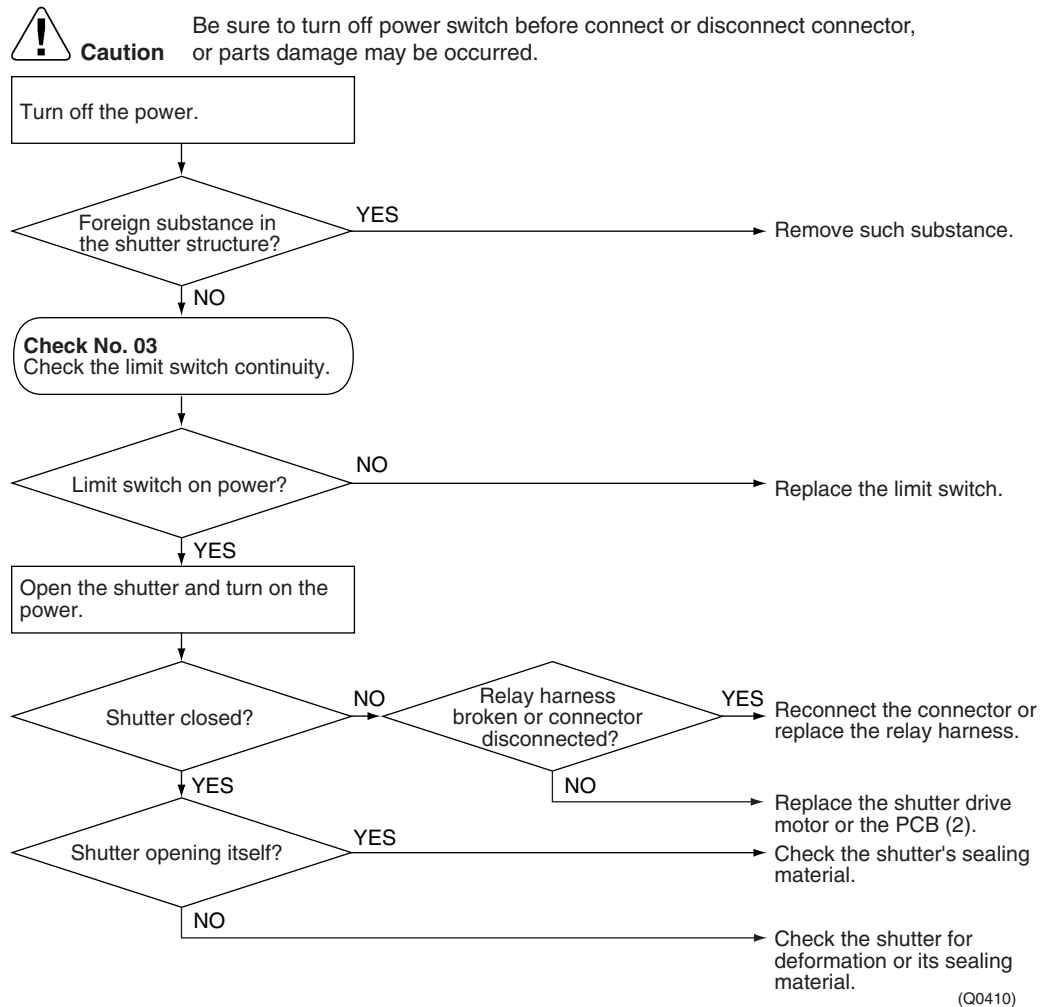 Be sure to turn off power switch before connect or disconnect connector,
Caution or parts damage may be occurred.
Turn off the power.
Foreign substance in
the shutter structure?
YES
Remove such substance.
NO
Check No. 03
Check the limit switch continuity.
Limit switch on power?
NO
Replace the limit switch.
YES
Open the shutter and turn on the
power.
Shutter closed?
NO
Relay harness
broken or connector
disconnected?
YES
Reconnect the connector or
replace the relay harness.
NO
Replace the shutter drive
motor or the PCB (2).
YES
Shutter opening itself?
YES
Check the shutter's sealing
material.
NO
Check the shutter for
deformation or its sealing
material.
(Q0410)